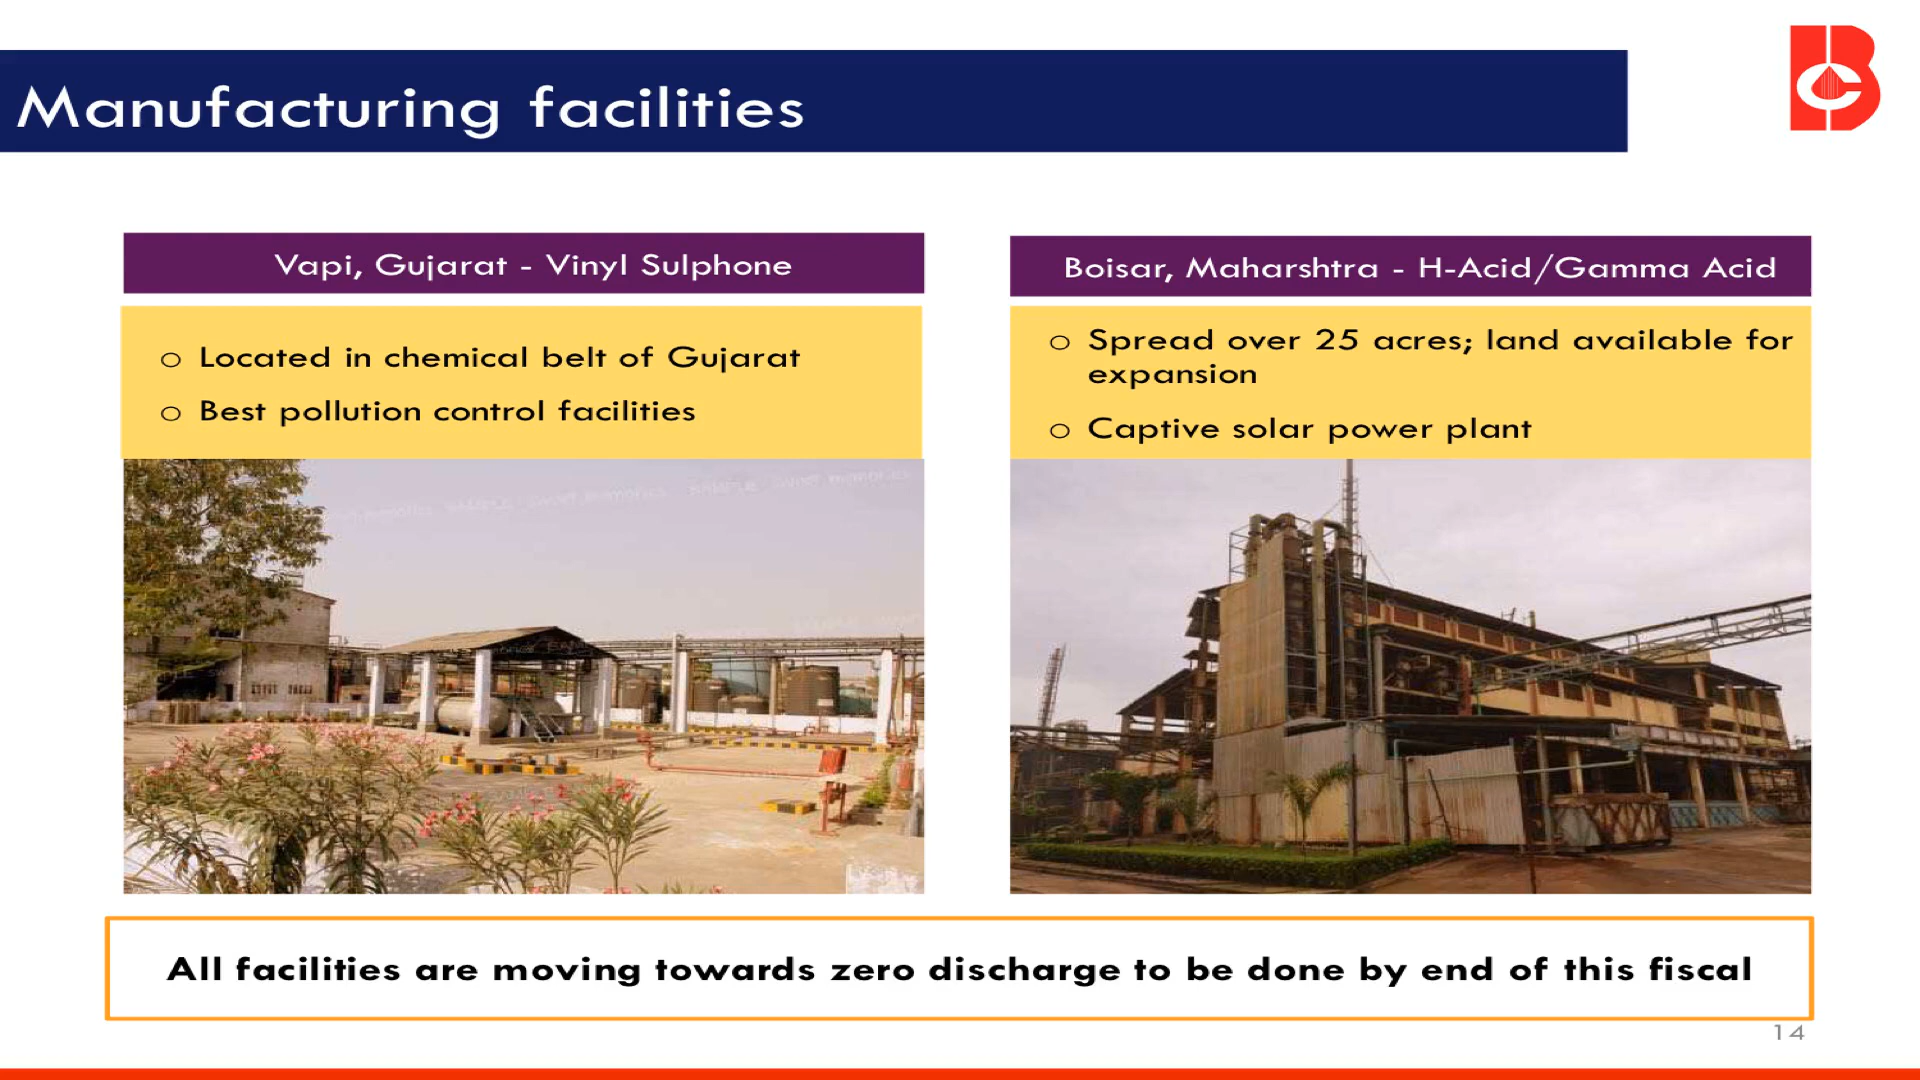 Manufacturing facilities
Vapi, Gujarat - Vinyl Sulphone
o Located in chemical belt of Gujarat
o Best pollution control facilities
Boisar, Maharshtra - H-Acid/Gamma Acid
o Spread over 25 acres; land available for
expansion
o Captive solar power plant
All facilities are moving towards zero discharge to be done by end of this fiscal
14